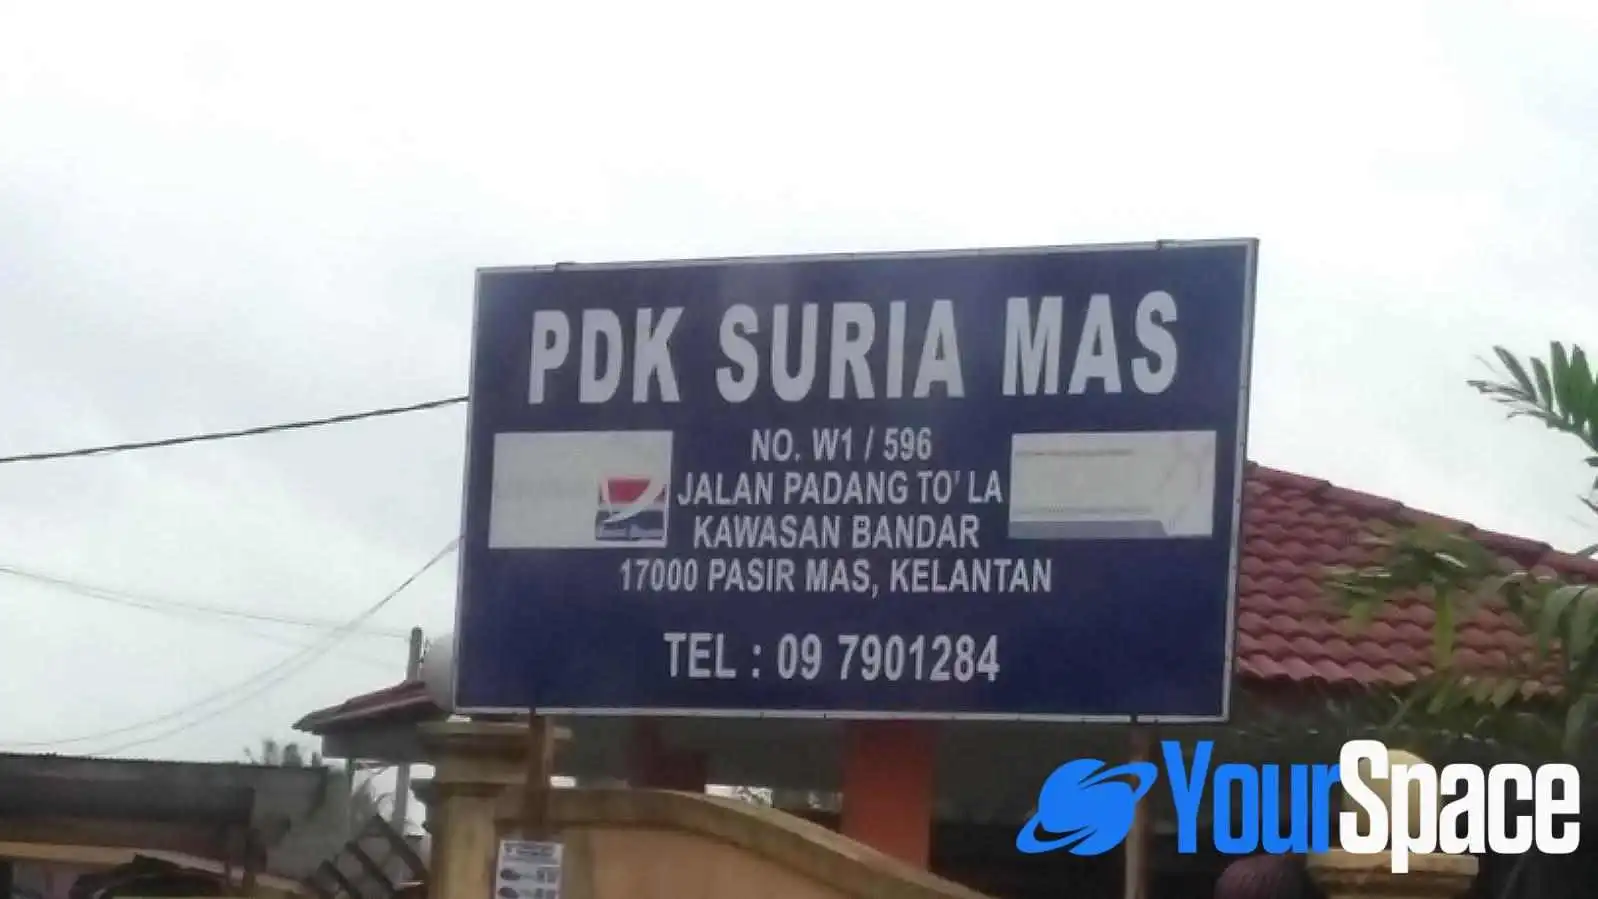 PDK SURIA MAS
NO. W1 / 596
JALAN PADANG TO' LA
KAWASAN BANDAR
17000 PASIR MAS, KELANTAN
TEL : 09 7901284
YourSpace